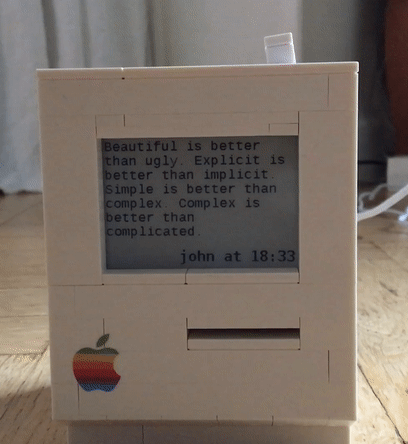 Beautiful is better
than ugly. Explicit is
better than implicit.
Simple is better than
complex. Complex is
better than
complicated.
john at 18:33